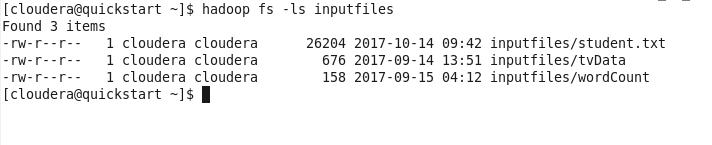 [cloudera@quickstart ~]$ hadoop fs -ls inputfiles
Found 3 items
-rw-r--r--   1 cloudera cloudera      26204 2017-10-14 09:42 inputfiles/student.txt
-rw-r--r--   1 cloudera cloudera        676 2017-09-14 13:51 inputfiles/tvData
-rw-r--r--   1 cloudera cloudera        158 2017-09-15 04:12 inputfiles/wordCount
[cloudera@quickstart ~]$